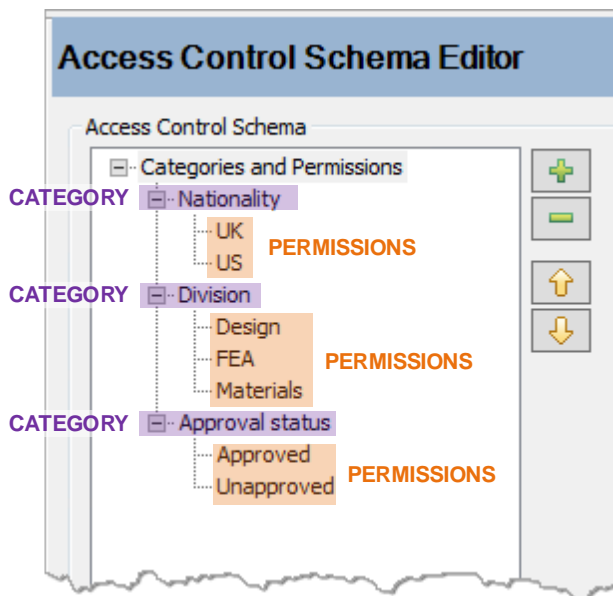 Access Control Schema Editor
Access Control Schema
Categories and Permissions
CATEGORY Nationality
UK
PERMISSIONS
US
CATEGORY Division
Design
FEA PERMISSIONS
Materials
CATEGORY Approval status
Approved
PERMISSIONS
Unapproved